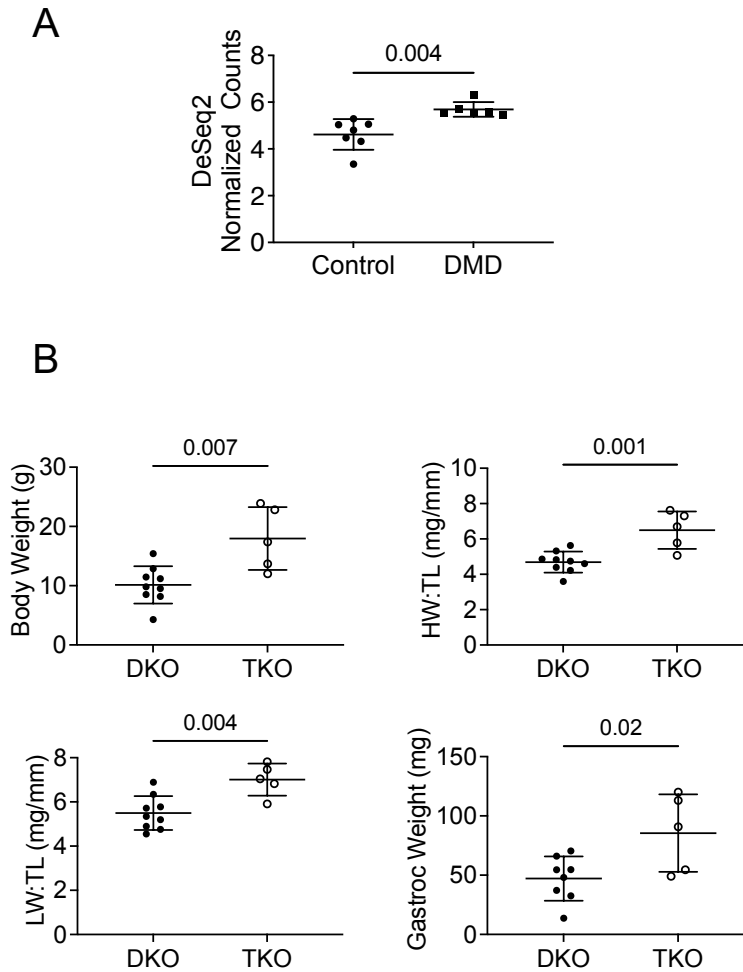 A
DeSeq2
Normalized Counts
8
6
4
2
0
0.004
Control DMD
B
Body Weight (g)
30
20
10
0
0.007
DKO TKO
HW:TL (mg/mm)
10
8
6
4
2
0
0.001
DKO TKO
LW:TL (mg/mm)
8
6
4
2
0
0.004
DKO TKO
Gastroc Weight (mg)
150
100
50
0
0.02
DKO TKO